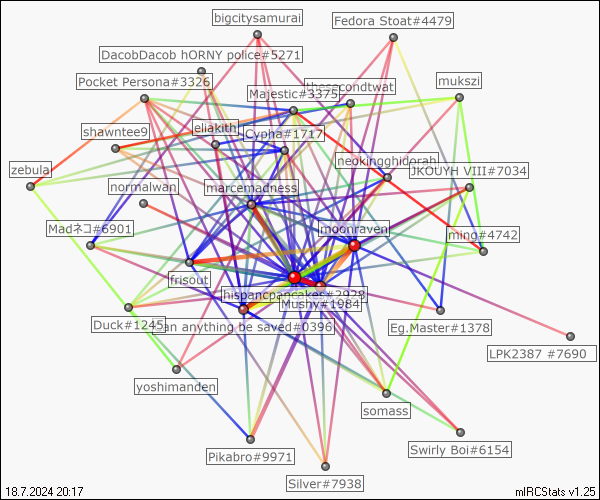 bigcitysamurai
Fedora Stoat#4479
DacobDacob hORNY police#5271
Pocket Persona#3326
thesecondtwat
mukszi
Majestic#3375
shawntee9
eliakith
Cypha#1717
neokingghidorah
zebula
JKOUYH VIII#7034
normalwan
marcemadness
Madネコ#6901
moonraven
ming#4742
frisout
hispancpancakes#2928
Mushy#1984
Duck#1245
an anything be saved#0396
Eg.Master#1378
LPK2387 #7690
yoshimanden
somass
Pikabro#9971
Swirly Boi#6154
Silver#7938
18.7.2024 20:17
mIRCStats v1.25